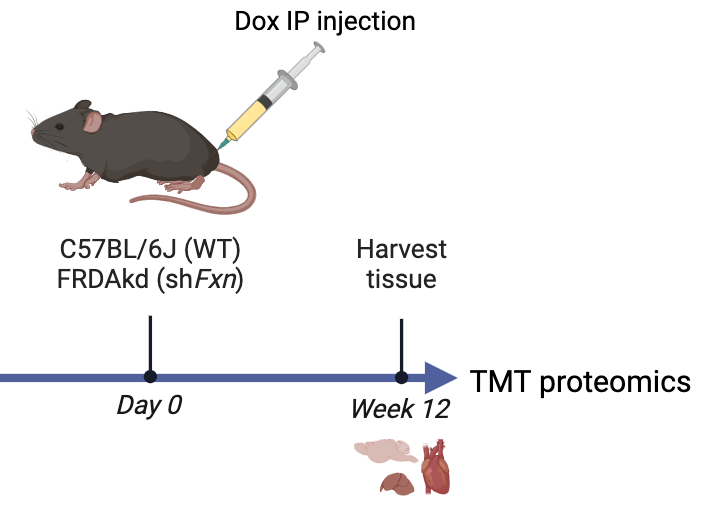 Dox IP injection
C57BL/6J (WT)
FRDAkd (shFxn)
Harvest
tissue
Day 0
Week 12
TMT proteomics